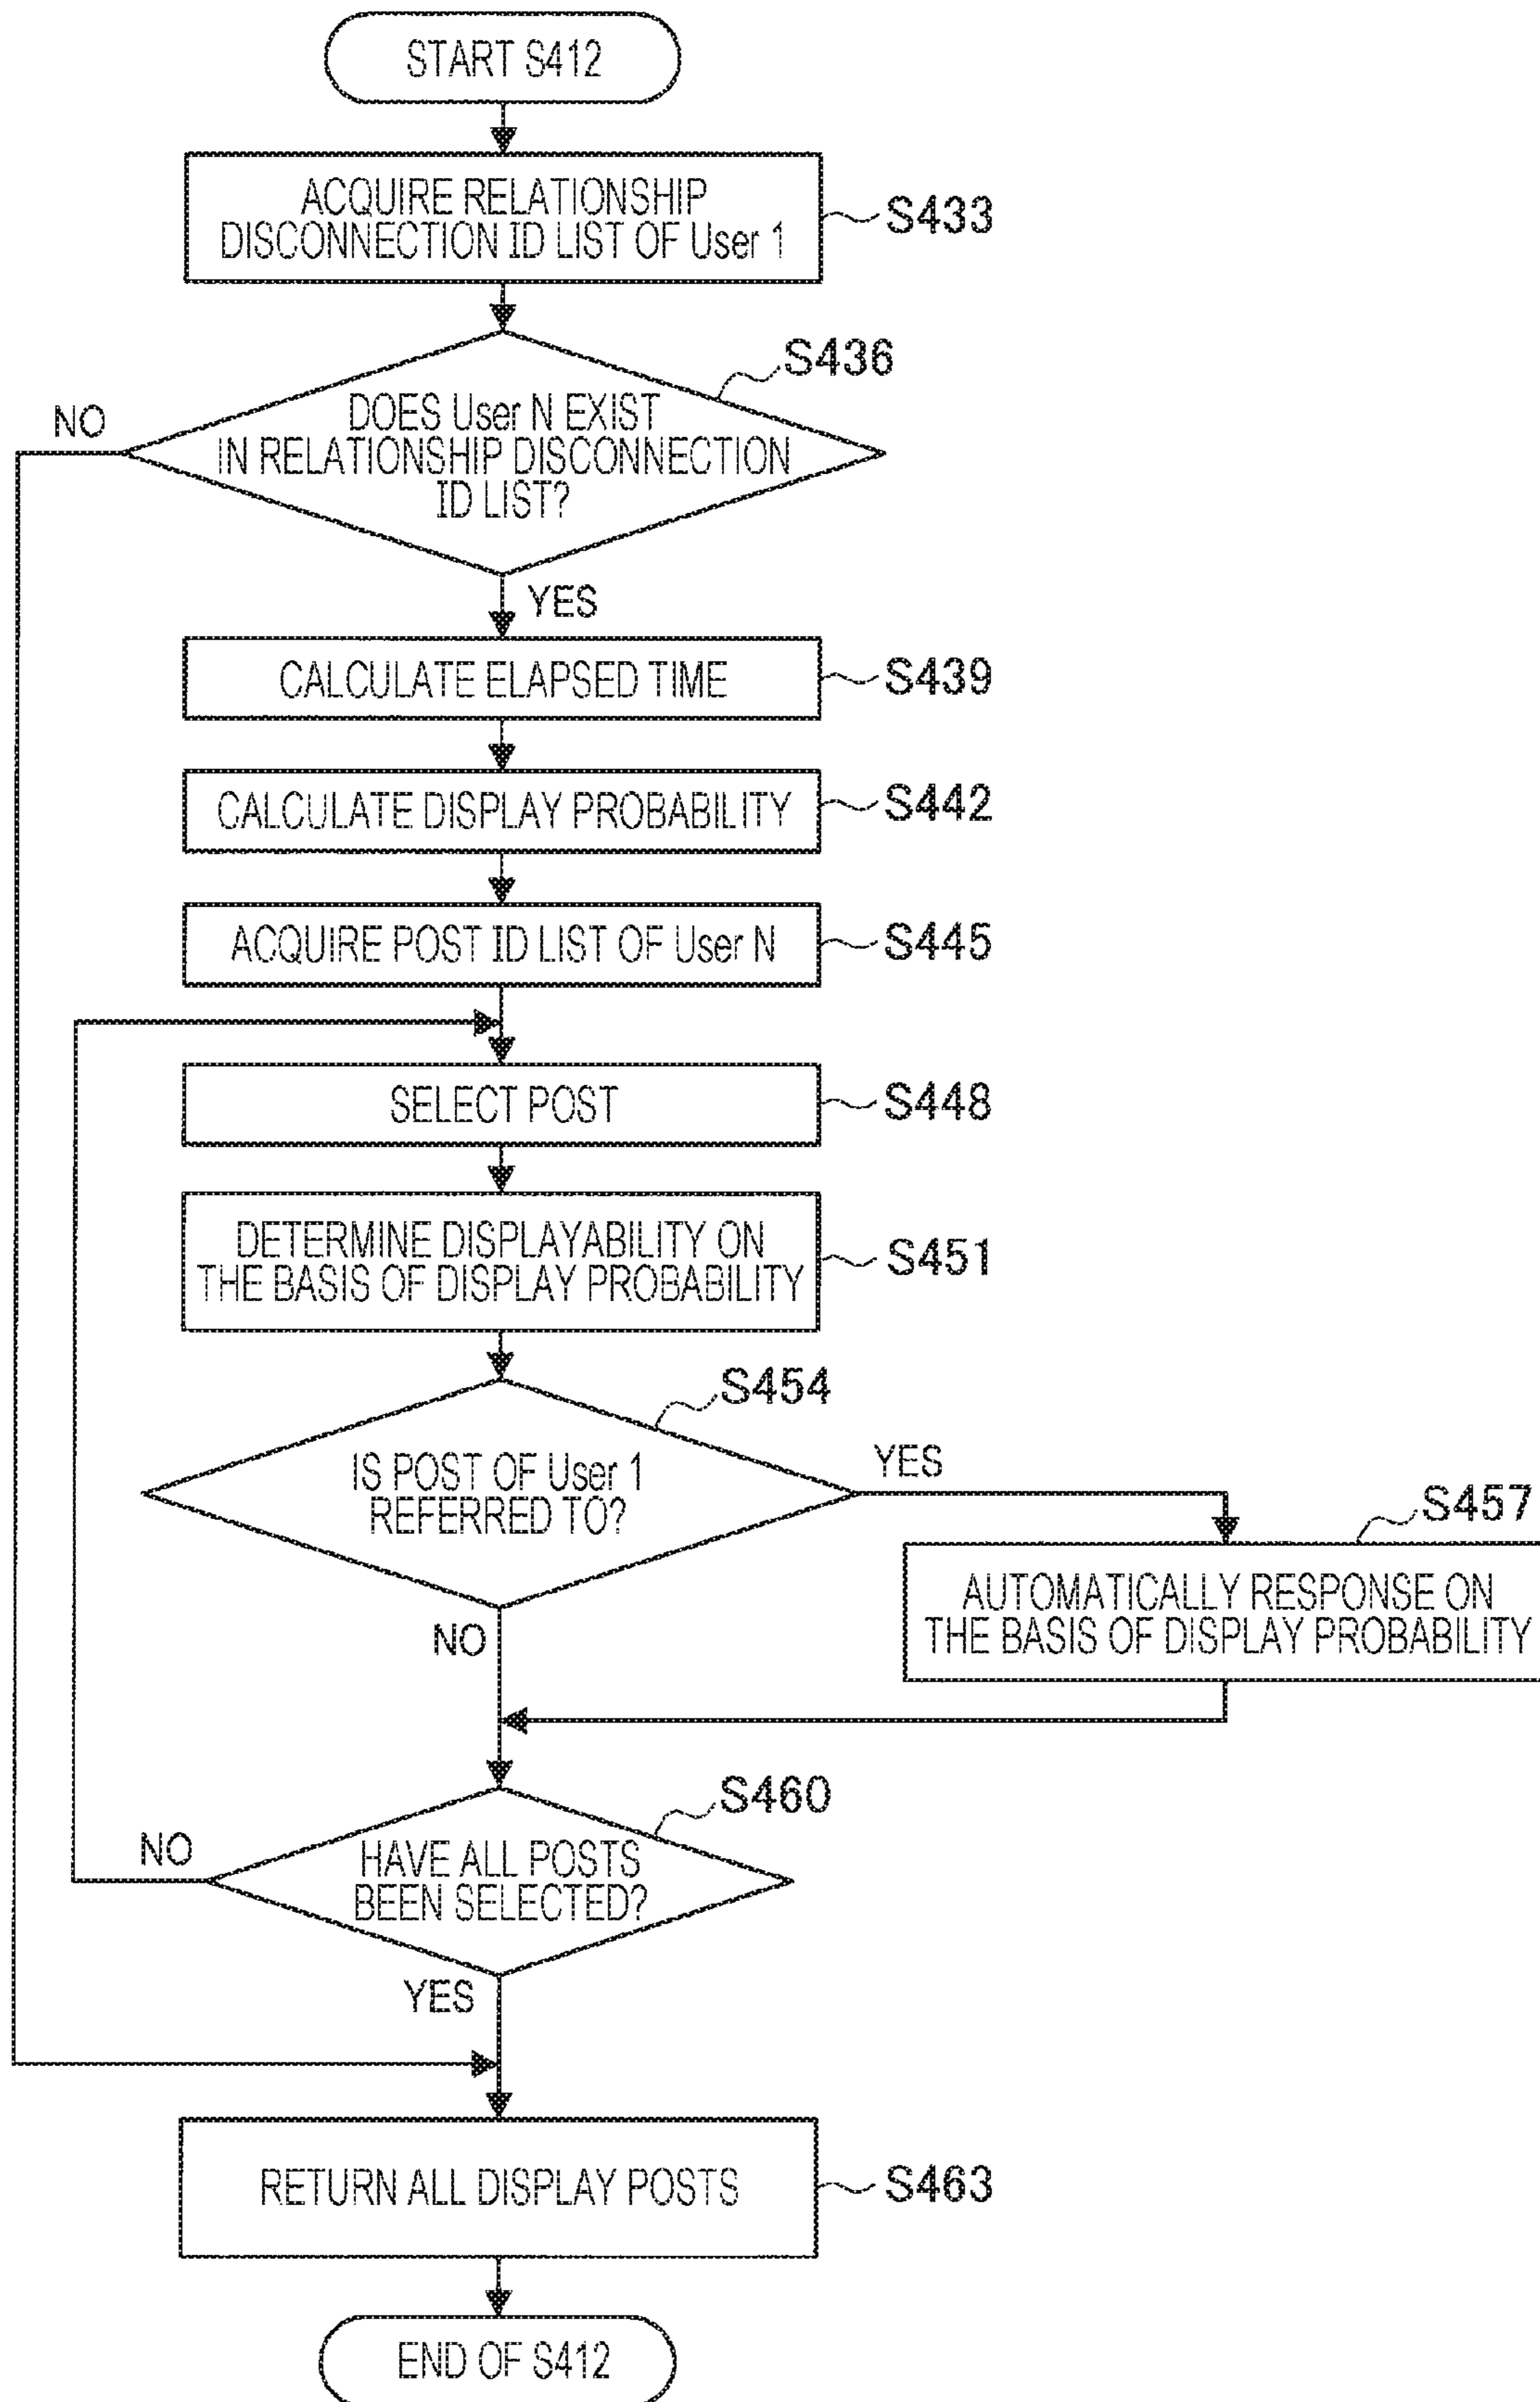 START S412
ACQUIRE RELATIONSHIP
DISCONNECTION ID LIST OF User 1
S433
S436
DOES User N EXIST
IN RELATIONSHIP DISCONNECTION
ID LIST?
NO
YES
CALCULATE ELAPSED TIME
S439
CALCULATE DISPLAY PROBABILITY
S442
ACQUIRE POST ID LIST OF User N
S445
SELECT POST
S448
DETERMINE DISPLAYABILITY ON
THE BASIS OF DISPLAY PROBABILITY
S451
S454
IS POST OF User 1
REFERRED TO?
YES
NO
S457
AUTOMATICALLY RESPONSE ON
THE BASIS OF DISPLAY PROBABILITY
S460
HAVE ALL POSTS
BEEN SELECTED?
NO
YES
RETURN ALL DISPLAY POSTS
S463
END OF S412